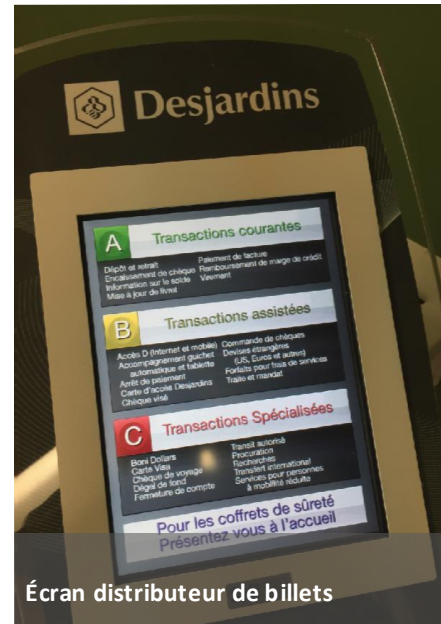 Desjardins
A
Transactions courantes
Dépôt et retrait
Encaissement de chèque
Information sur le solde
Mise à jour de livret
Paiement de facture
Remboursement de marge de crédit
Virement
B
Transactions assistées
Accès D (Internet et mobile)
Accompagnement guichet
automatique et tablette
Arrêt de paiement
Carte d'accès Desjardins
Chèque visé
Commande de chèques
Devises étrangères
(US, Euros et autres)
Forfaits pour frais de services
Traite et mandat
C
Transactions Spécialisées
Boni Dollars
Carte Visa
Chèque de voyage
Dégel de fond
Fermeture de compte
Transit autorisé
Procuration
Recherches
Transfert international
Services pour personnes
à mobilité réduite
Pour les coffrets de sûreté
Présentez vous à l'accueil
Écran distributeur de billets